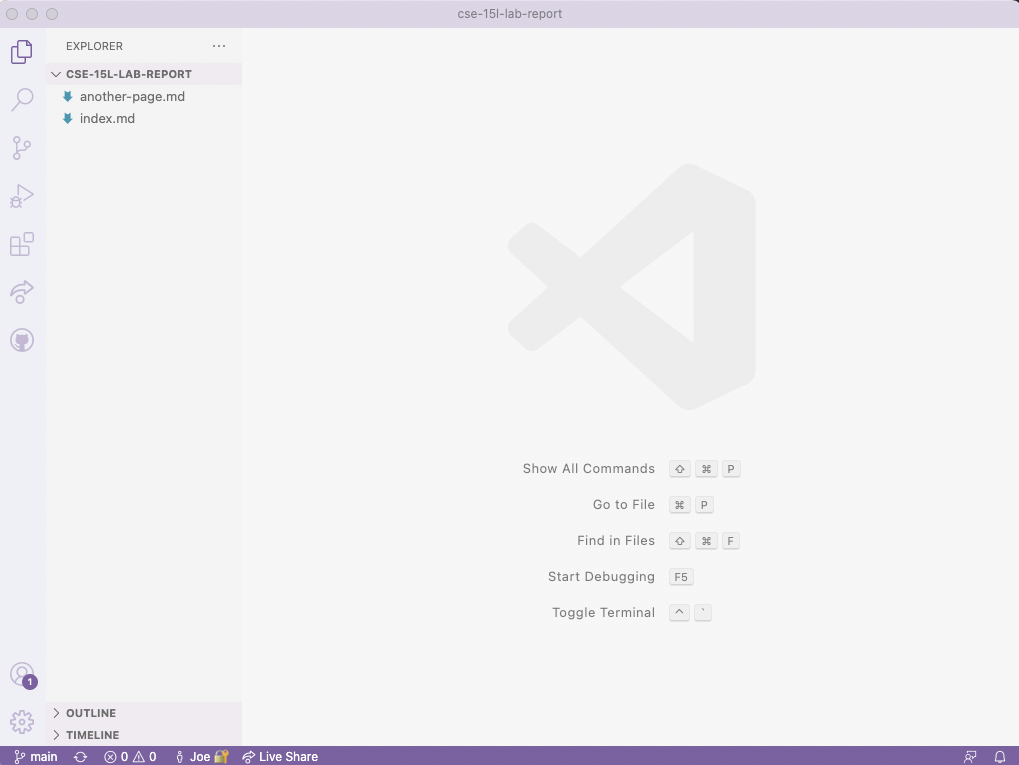 cse-15l-lab-report
EXPLORER
CSE-15L-LAB-REPORT
another-page.md
index.md
Show All Commands ⇧ ⌘ P
Go to File ⌘ P
Find in Files ⇧ ⌘ F
Start Debugging F5
Toggle Terminal ^ `
1
OUTLINE
TIMELINE
main 0 0 Joe 🔐 Live Share